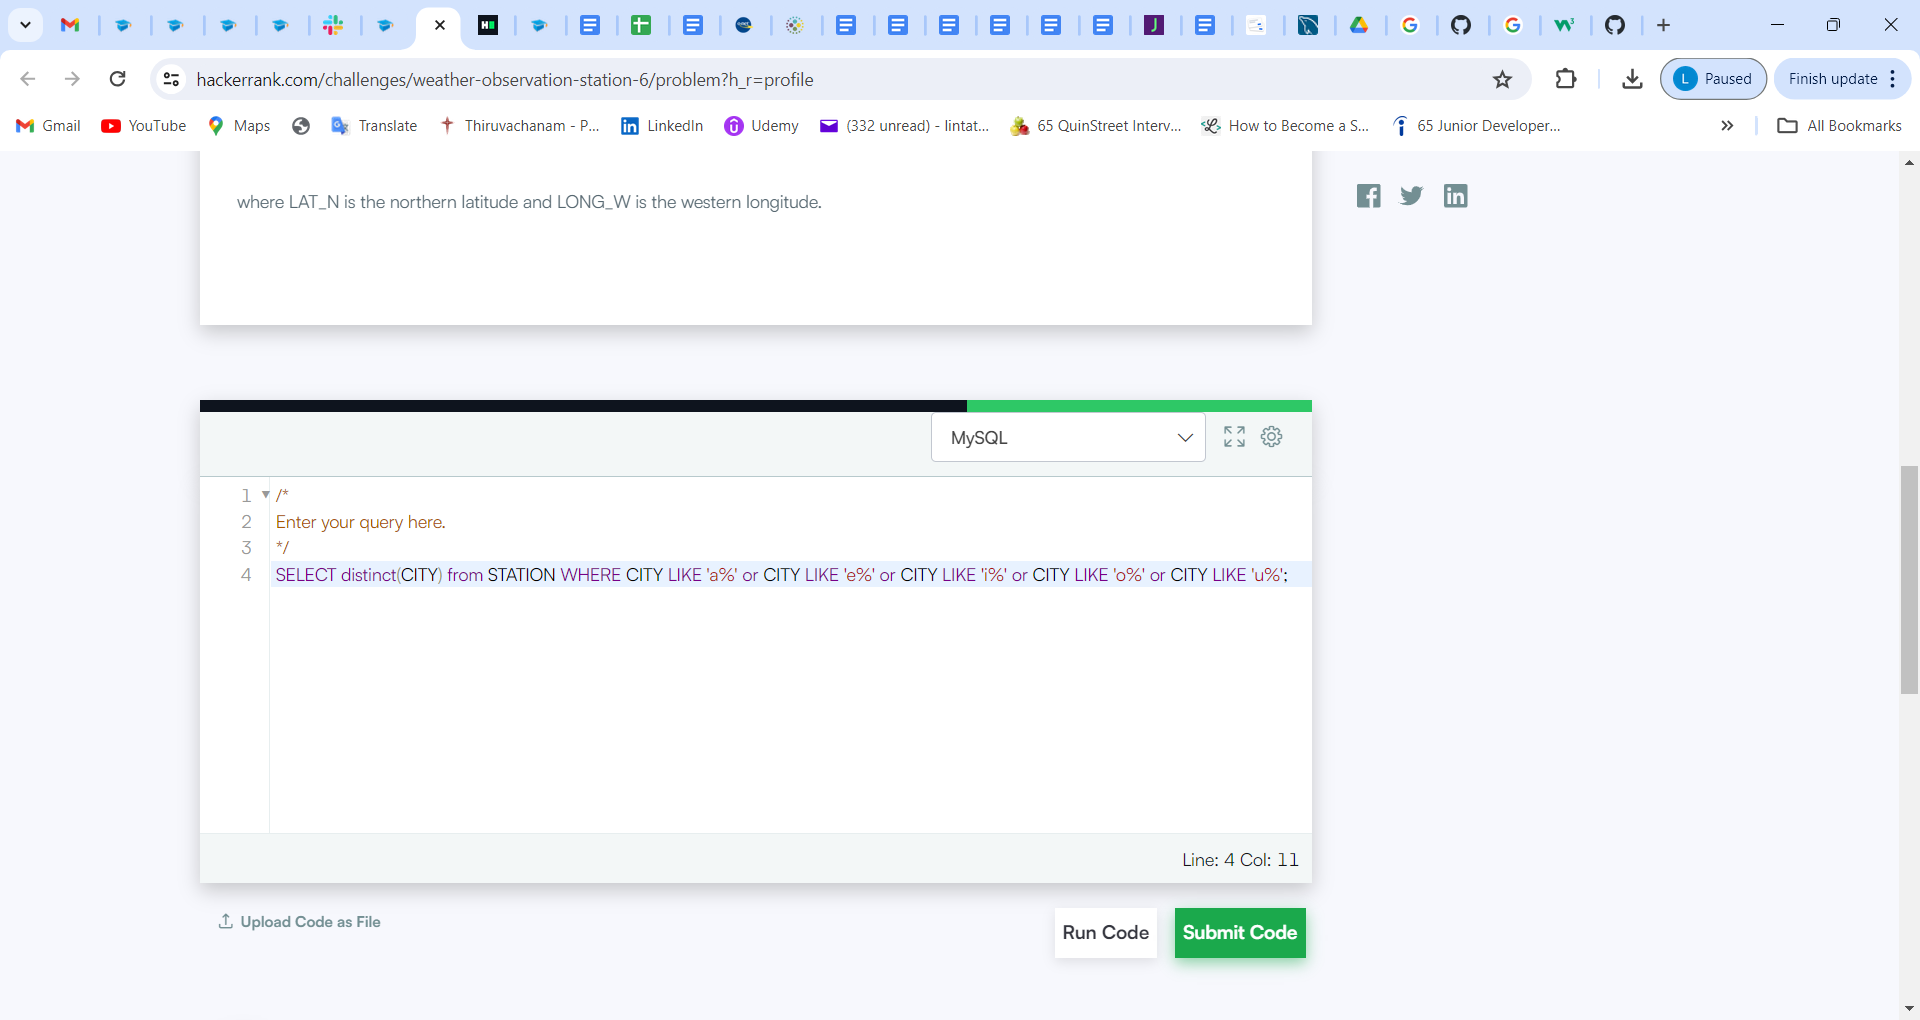 hackerrank.com/challenges/weather-observation-station-6/problem?h_r=profile
L Paused
Finish update
Gmail YouTube Maps Translate Thiruvachanam - P... LinkedIn Udemy (332 unread) - lintat... 65 QuinStreet Interv... How to Become a S... 65 Junior Developer... » All Bookmarks
where LAT_N is the northern latitude and LONG_W is the western longitude.
MySQL
1 /*
2 Enter your query here.
3 */
4 SELECT distinct(CITY) from STATION WHERE CITY LIKE 'a%' or CITY LIKE 'e%' or CITY LIKE 'i%' or CITY LIKE 'o%' or CITY LIKE 'u%';
Line: 4 Col: 11
Upload Code as File
Run Code
Submit Code